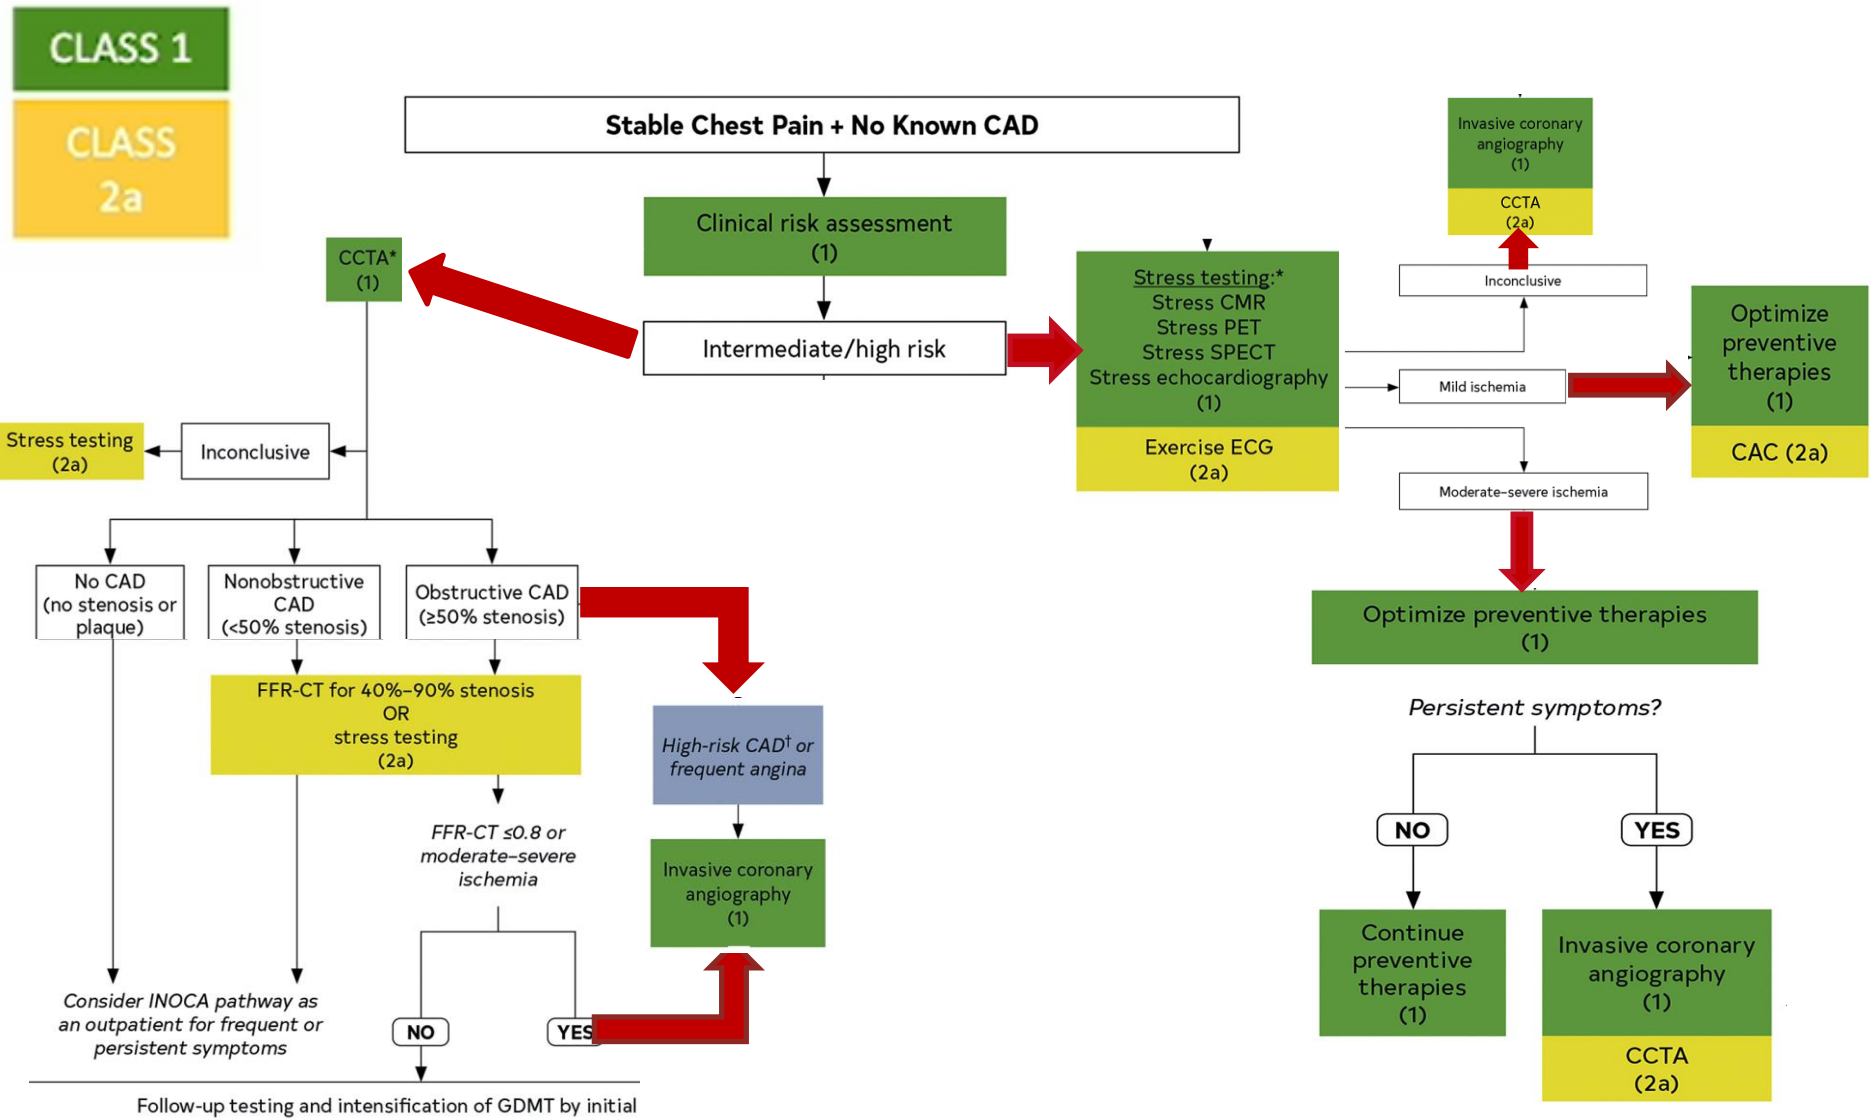 CLASS 1
CLASS
2a
Stable Chest Pain + No Known CAD
Clinical risk assessment
(1)
Intermediate/high risk
CCTA*
(1)
Inconclusive
Stress testing
(2a)
No CAD
(no stenosis or
plaque)
Nonobstructive
CAD
(<50% stenosis)
Obstructive CAD
(≥50% stenosis)
FFR-CT for 40%–90% stenosis
OR
stress testing
(2a)
FFR-CT ≤0.8 or
moderate–severe
ischemia
NO
YES
High-risk CAD† or
frequent angina
Invasive coronary
angiography
(1)
Consider INOCA pathway as
an outpatient for frequent or
persistent symptoms
Follow-up testing and intensification of GDMT by initial
Stress testing:*
Stress CMR
Stress PET
Stress SPECT
Stress echocardiography
(1)
Exercise ECG
(2a)
Invasive coronary
angiography
(1)
CCTA
(2a)
Inconclusive
Mild ischemia
Optimize
preventive
therapies
(1)
CAC (2a)
Moderate–severe ischemia
Optimize preventive therapies
(1)
Persistent symptoms?
NO
YES
Continue
preventive
therapies
(1)
Invasive coronary
angiography
(1)
CCTA
(2a)